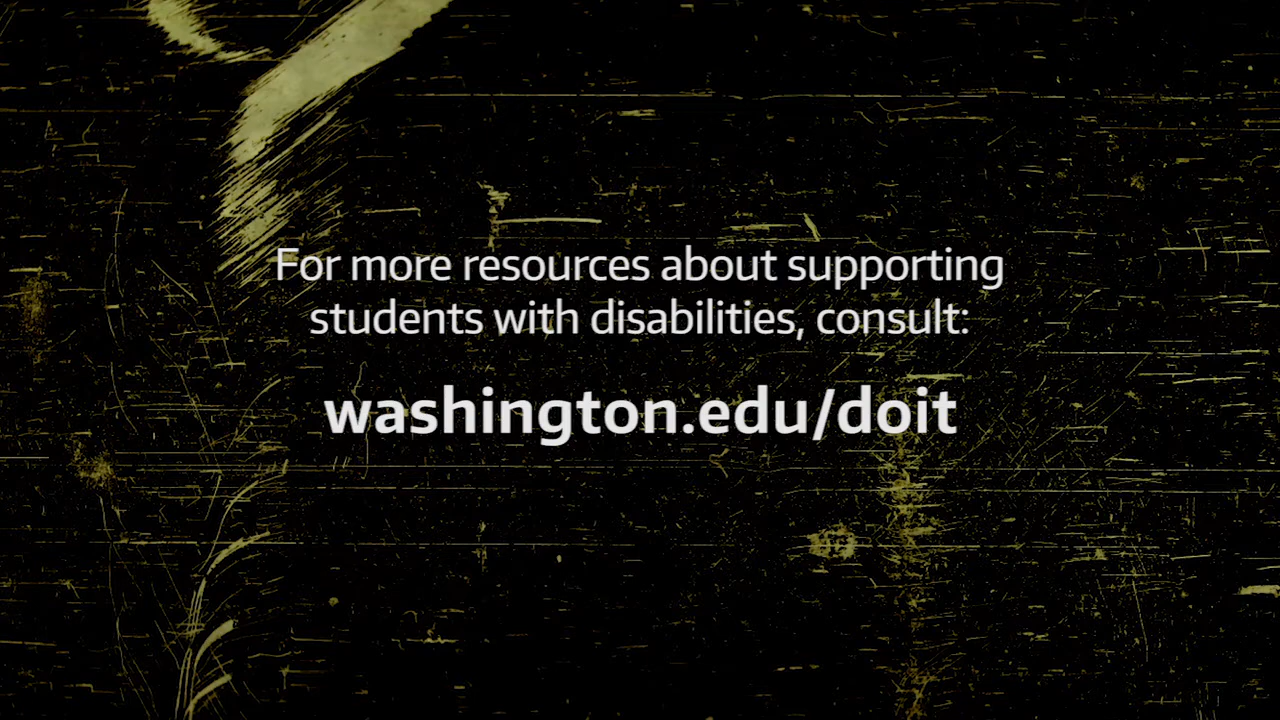 For more resources about supporting
students with disabilities, consult:
washington.edu/doit